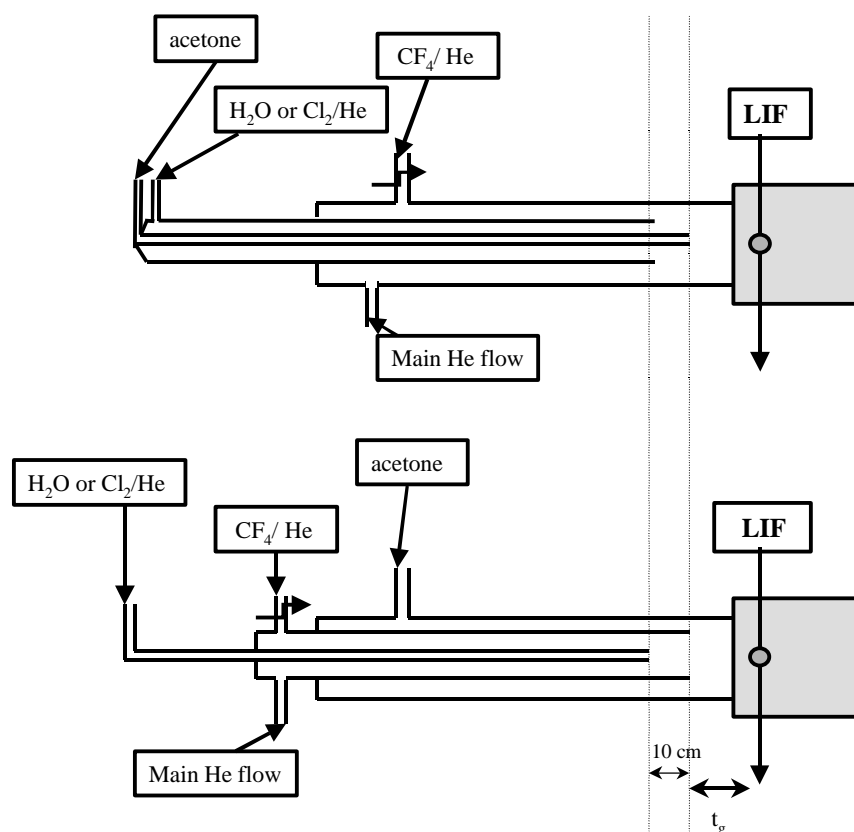 acetone
CF₄/ He
H₂O or Cl₂/He
LIF
Main He flow
acetone
H₂O or Cl₂/He
CF₄/ He
LIF
10 cm
Main He flow
t_g